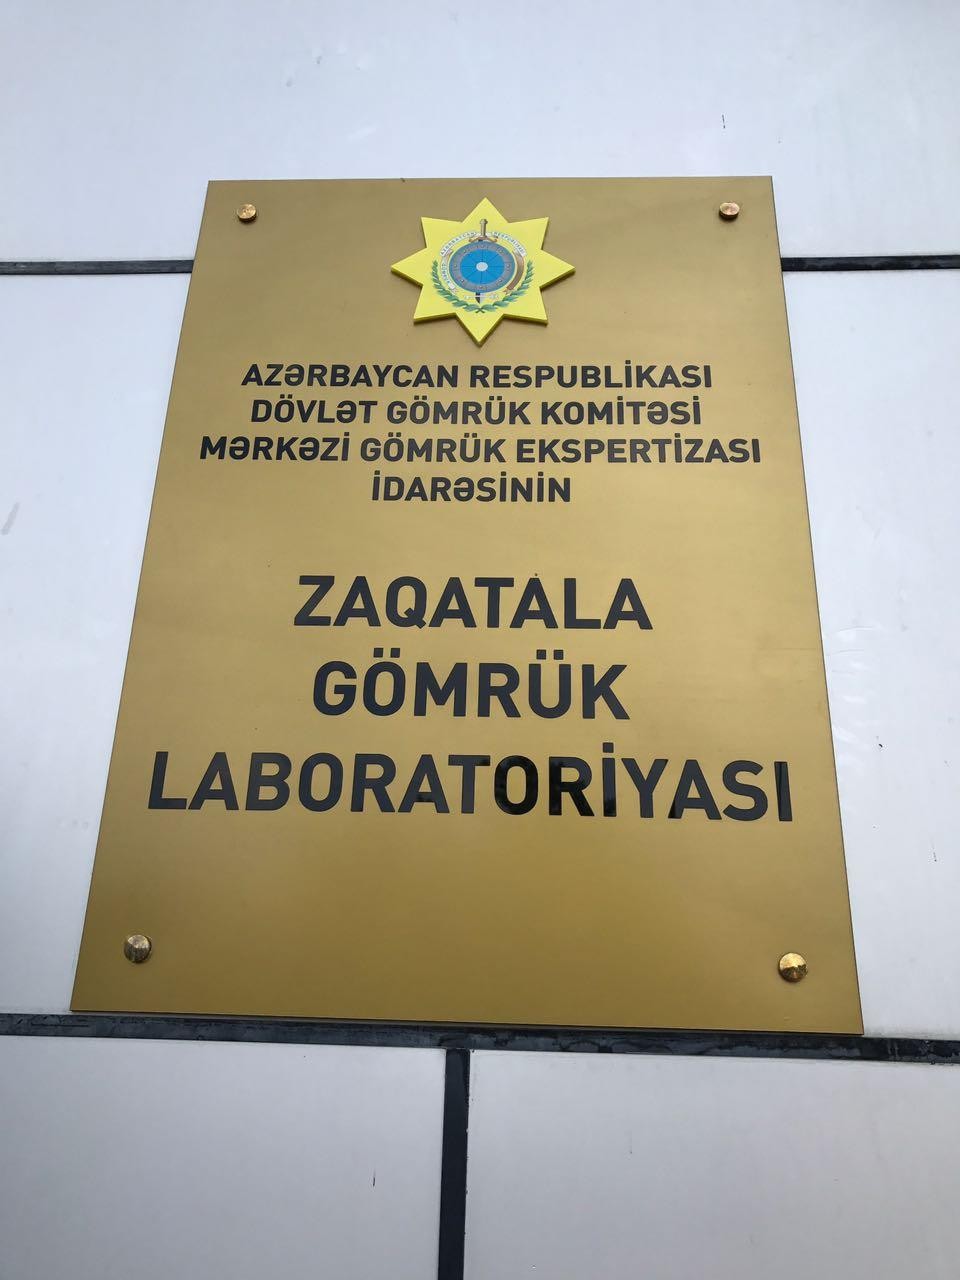 AZƏRBAYCAN RESPUBLİKASI
DÖVLƏT GÖMRÜK KOMİTƏSİ
MƏRKƏZİ GÖMRÜK EKSPERTİZASI
İDARƏSİNİN
ZAQATALA
GÖMRÜK
LABORATORİYASI